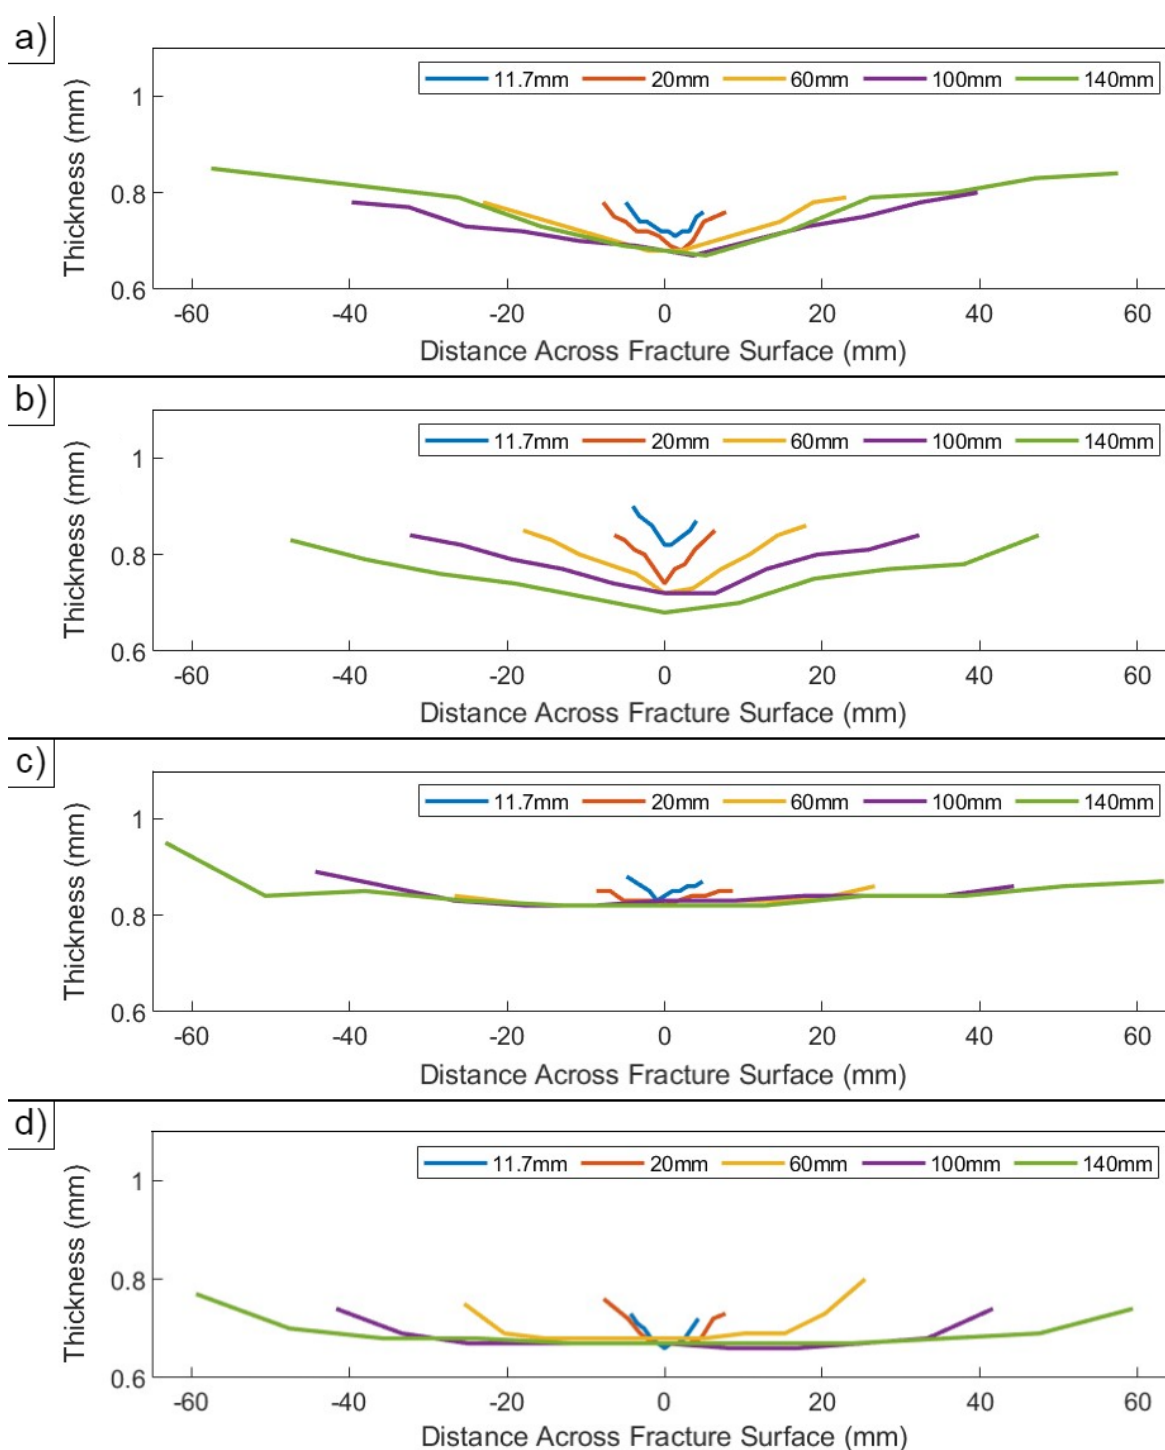 a)
11.7mm 20mm 60mm 100mm 140mm
Thickness (mm)
1
0.8
0.6
-60 -40 -20 0 20 40 60
Distance Across Fracture Surface (mm)
b)
11.7mm 20mm 60mm 100mm 140mm
Thickness (mm)
1
0.8
0.6
-60 -40 -20 0 20 40 60
Distance Across Fracture Surface (mm)
c)
11.7mm 20mm 60mm 100mm 140mm
Thickness (mm)
1
0.8
0.6
-60 -40 -20 0 20 40 60
Distance Across Fracture Surface (mm)
d)
11.7mm 20mm 60mm 100mm 140mm
Thickness (mm)
1
0.8
0.6
-60 -40 -20 0 20 40 60
Distance Across Fracture Surface (mm)